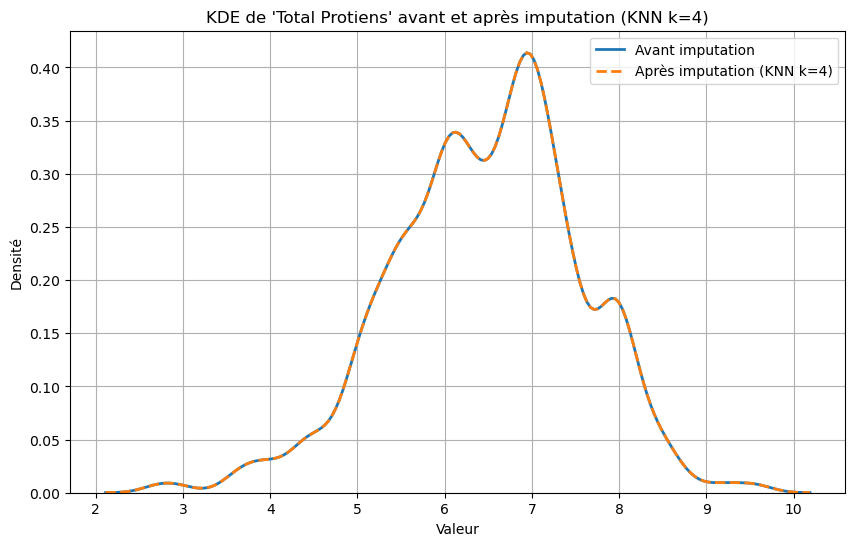 KDE de 'Total Protiens' avant et après imputation (KNN k=4)
Avant imputation
Après imputation (KNN k=4)
Densité
0.40
0.35
0.30
0.25
0.20
0.15
0.10
0.05
0.00
2 3 4 5 6 7 8 9 10
Valeur